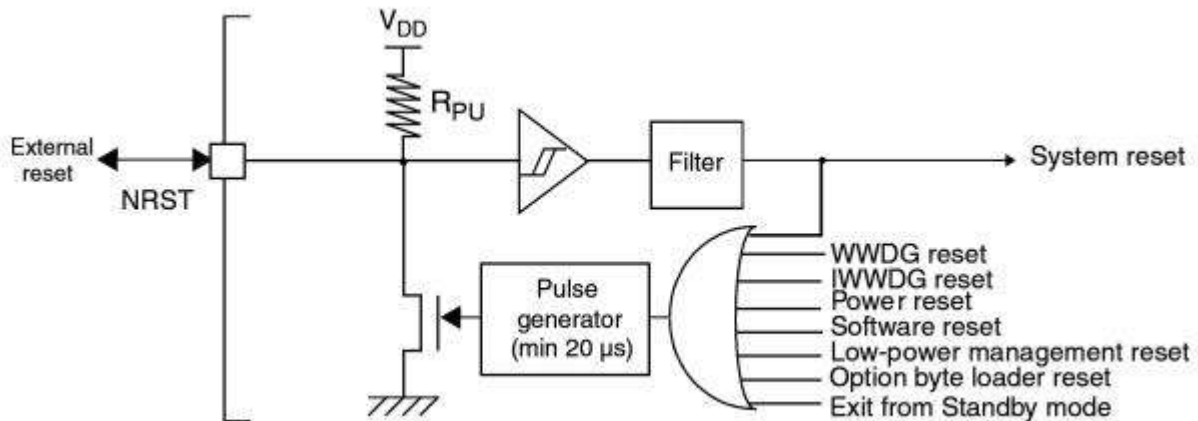 VDD
RPU
External
reset
NRST
Filter
System reset
WWDG reset
IWWDG reset
Power reset
Software reset
Low-power management reset
Option byte loader reset
Exit from Standby mode
Pulse
generator
(min 20 µs)